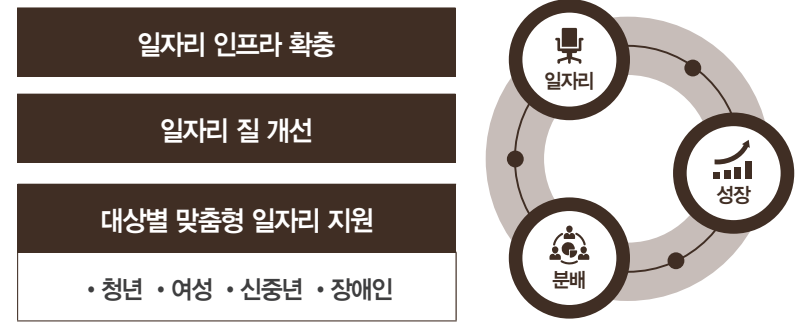 일자리 인프라 확충
일자리 질 개선
대상별 맞춤형 일자리 지원
• 청년 • 여성 • 신중년 • 장애인
일자리
성장
분배